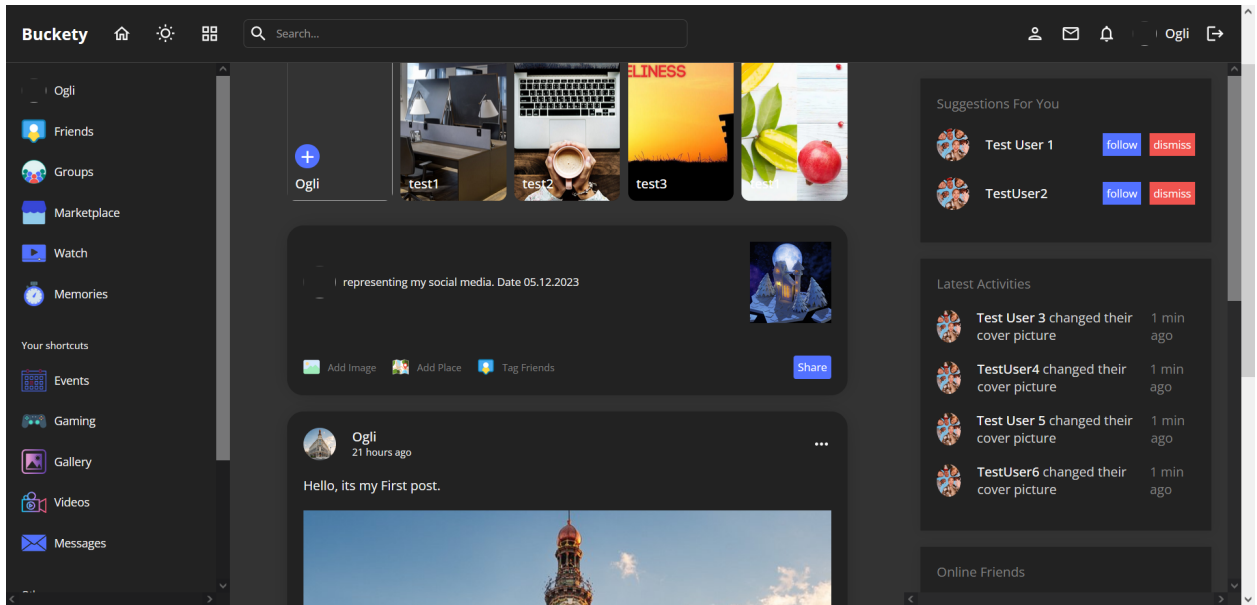 Buckety
Search...
Ogli
Ogli
Friends
Groups
Marketplace
Watch
Memories
Your shortcuts
Events
Gaming
Gallery
Videos
Messages
Ogli
test1
test2
LINESS
test3
test1
representing my social media. Date 05.12.2023
Add Image
Add Place
Tag Friends
Share
Ogli
21 hours ago
Hello, its my First post.
Suggestions For You
Test User 1
follow
dismiss
TestUser2
follow
dismiss
Latest Activities
Test User 3 changed their
cover picture
1 min
ago
TestUser4 changed their
cover picture
1 min
ago
Test User 5 changed their
cover picture
1 min
ago
TestUser6 changed their
cover picture
1 min
ago
Online Friends